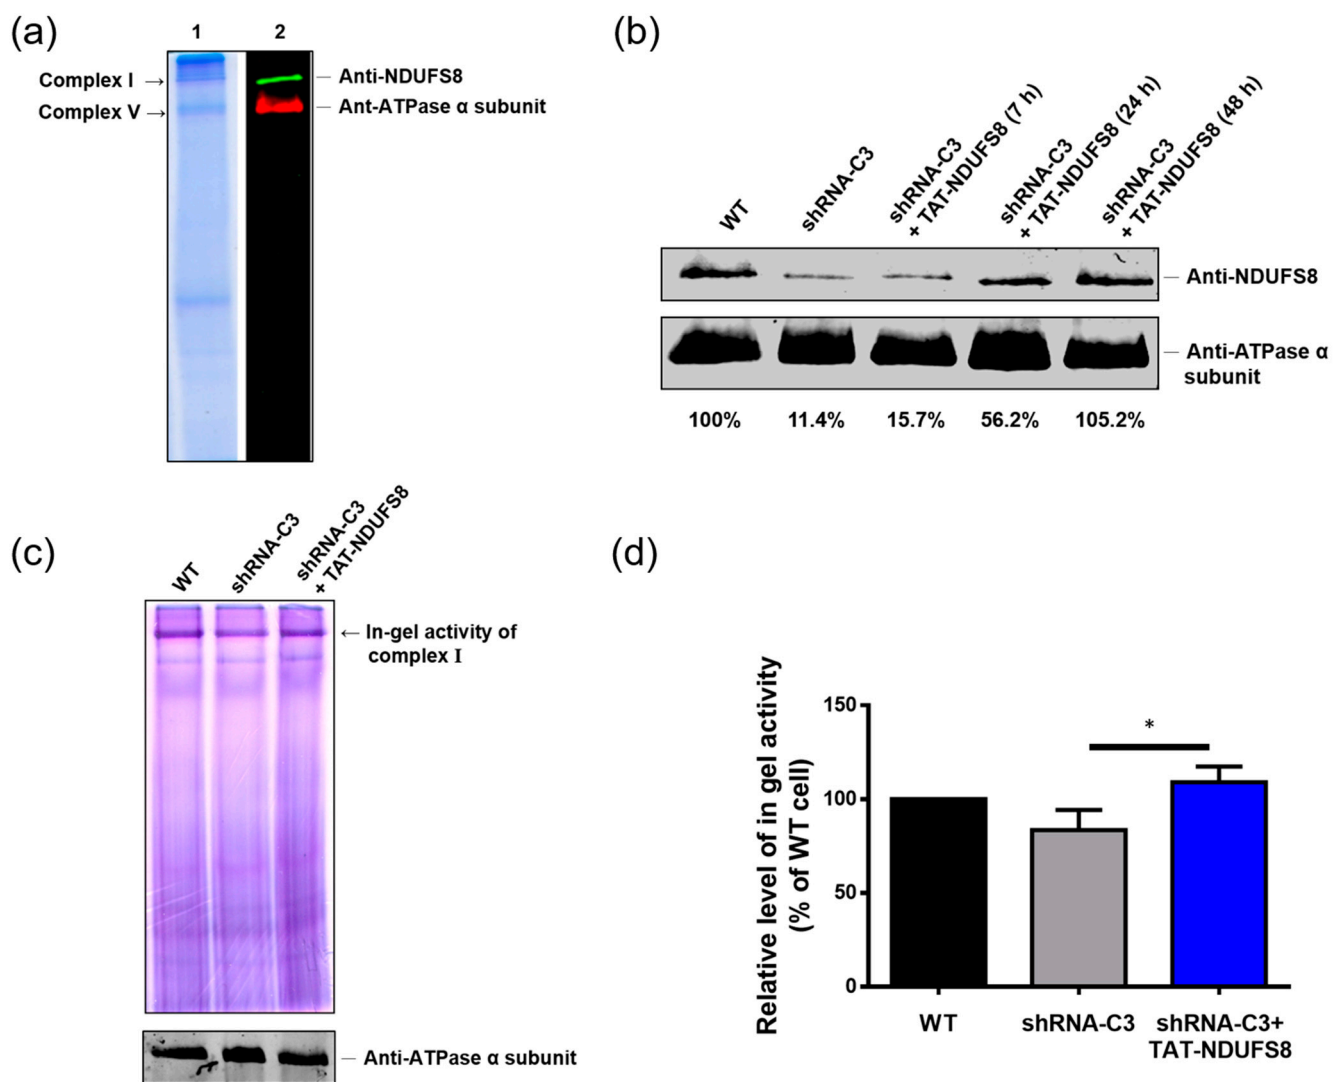 (a)
1
2
Complex I →
Complex V →
Anti-NDUFS8
Ant-ATPase α subunit
(b)
WT
shRNA-C3
shRNA-C3
+ TAT-NDUFS8 (7 h)
shRNA-C3
+ TAT-NDUFS8 (24 h)
shRNA-C3
+ TAT-NDUFS8 (48 h)
Anti-NDUFS8
Anti-ATPase α
subunit
100%
11.4%
15.7%
56.2%
105.2%
(c)
WT
shRNA-C3
shRNA-C3
+ TAT-NDUFS8
← In-gel activity of
complex I
Anti-ATPase α subunit
(d)
Relative level of in gel activity
(% of WT cell)
150
100
50
0
*
WT
shRNA-C3
shRNA-C3+
TAT-NDUFS8